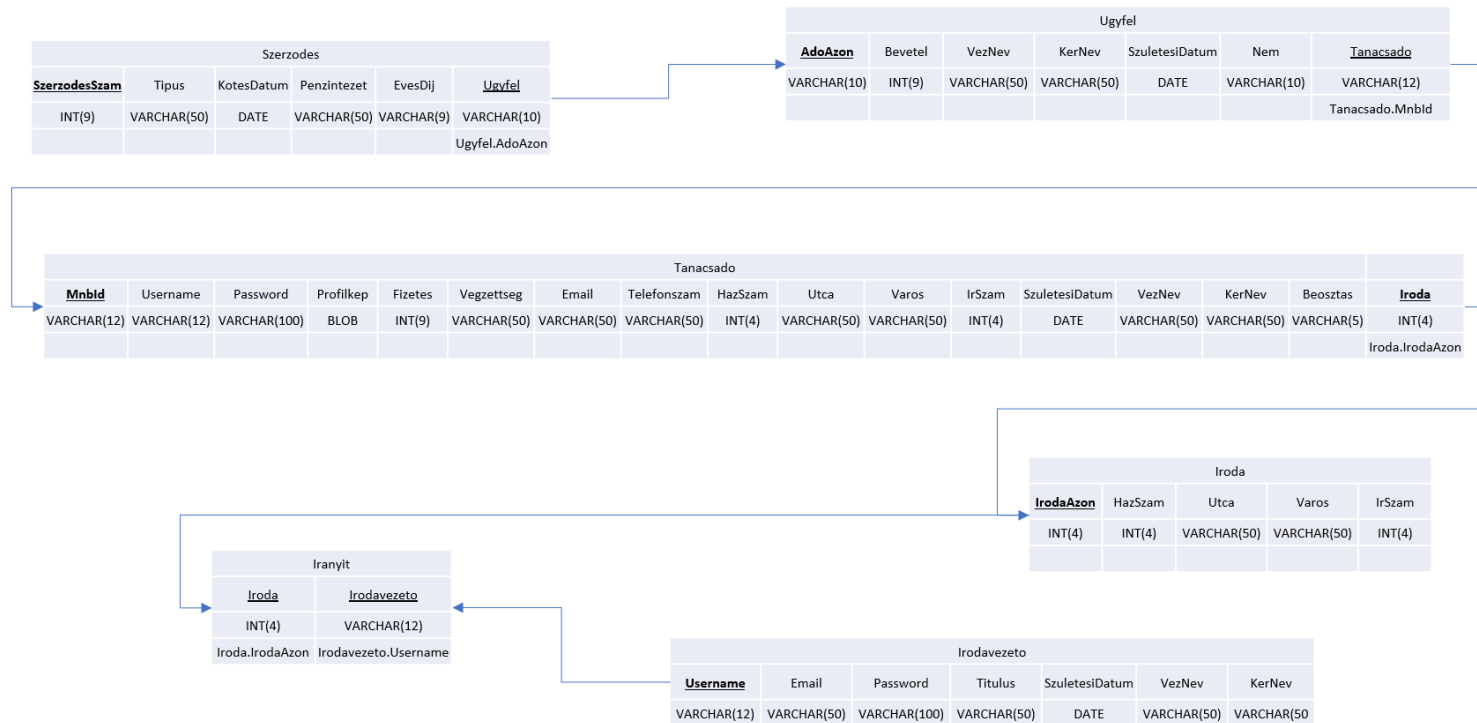 Szerzodes
SzerzodesSzam Tipus KotesDatum Penzintezet EvesDij Ugyfel
INT(9) VARCHAR(50) DATE VARCHAR(50) VARCHAR(9) VARCHAR(10)
Ugyfel.AdoAzon
Ugyfel
AdoAzon Bevetel VezNev KerNev SzuletesiDatum Nem Tanacsado
VARCHAR(10) INT(9) VARCHAR(50) VARCHAR(50) DATE VARCHAR(10) VARCHAR(12)
Tanacsado.MnbId
Tanacsado
MnbId Username Password Profilkep Fizetes Vegzettseg Email Telefonszam HazSzam Utca Varos IrSzam SzuletesiDatum VezNev KerNev Beosztas Iroda
VARCHAR(12) VARCHAR(12) VARCHAR(100) BLOB INT(9) VARCHAR(50) VARCHAR(50) VARCHAR(50) INT(4) VARCHAR(50) VARCHAR(50) INT(4) DATE VARCHAR(50) VARCHAR(50) VARCHAR(5) INT(4)
Iroda.IrodaAzon
Iroda
IrodaAzon HazSzam Utca Varos IrSzam
INT(4) INT(4) VARCHAR(50) VARCHAR(50) INT(4)
Iranyit
Iroda Irodavezeto
INT(4) VARCHAR(12)
Iroda.IrodaAzon Irodavezeto.Username
Irodavezeto
Username Email Password Titulus SzuletesiDatum VezNev KerNev
VARCHAR(12) VARCHAR(50) VARCHAR(100) VARCHAR(50) DATE VARCHAR(50) VARCHAR(50